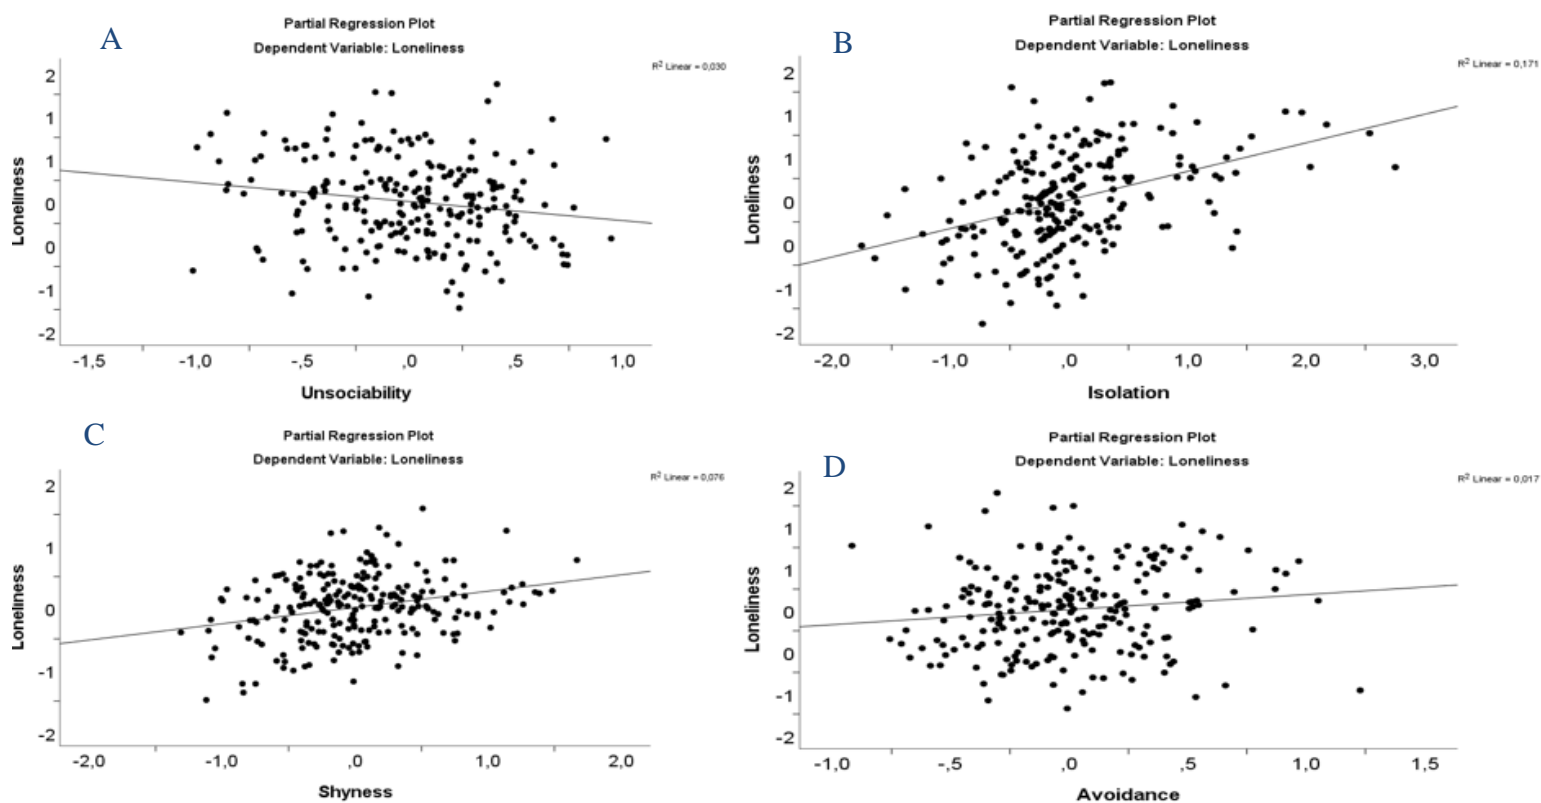 A
Partial Regression Plot
Dependent Variable: Loneliness
R² Linear = 0,030
2
1
1
0
0
-1
-2
Loneliness
-1,5 -1,0 -,5 ,0 ,5 1,0
Unsociability
B
Partial Regression Plot
Dependent Variable: Loneliness
R² Linear = 0,171
2
1
1
0
0
-1
-2
Loneliness
-2,0 -1,0 ,0 1,0 2,0 3,0
Isolation
C
Partial Regression Plot
Dependent Variable: Loneliness
R² Linear = 0,076
2
1
0
-1
-2
Loneliness
-2,0 -1,0 ,0 1,0 2,0
Shyness
D
Partial Regression Plot
Dependent Variable: Loneliness
R² Linear = 0,017
2
1
1
0
0
-1
-2
Loneliness
-1,0 -,5 ,0 ,5 1,0 1,5
Avoidance